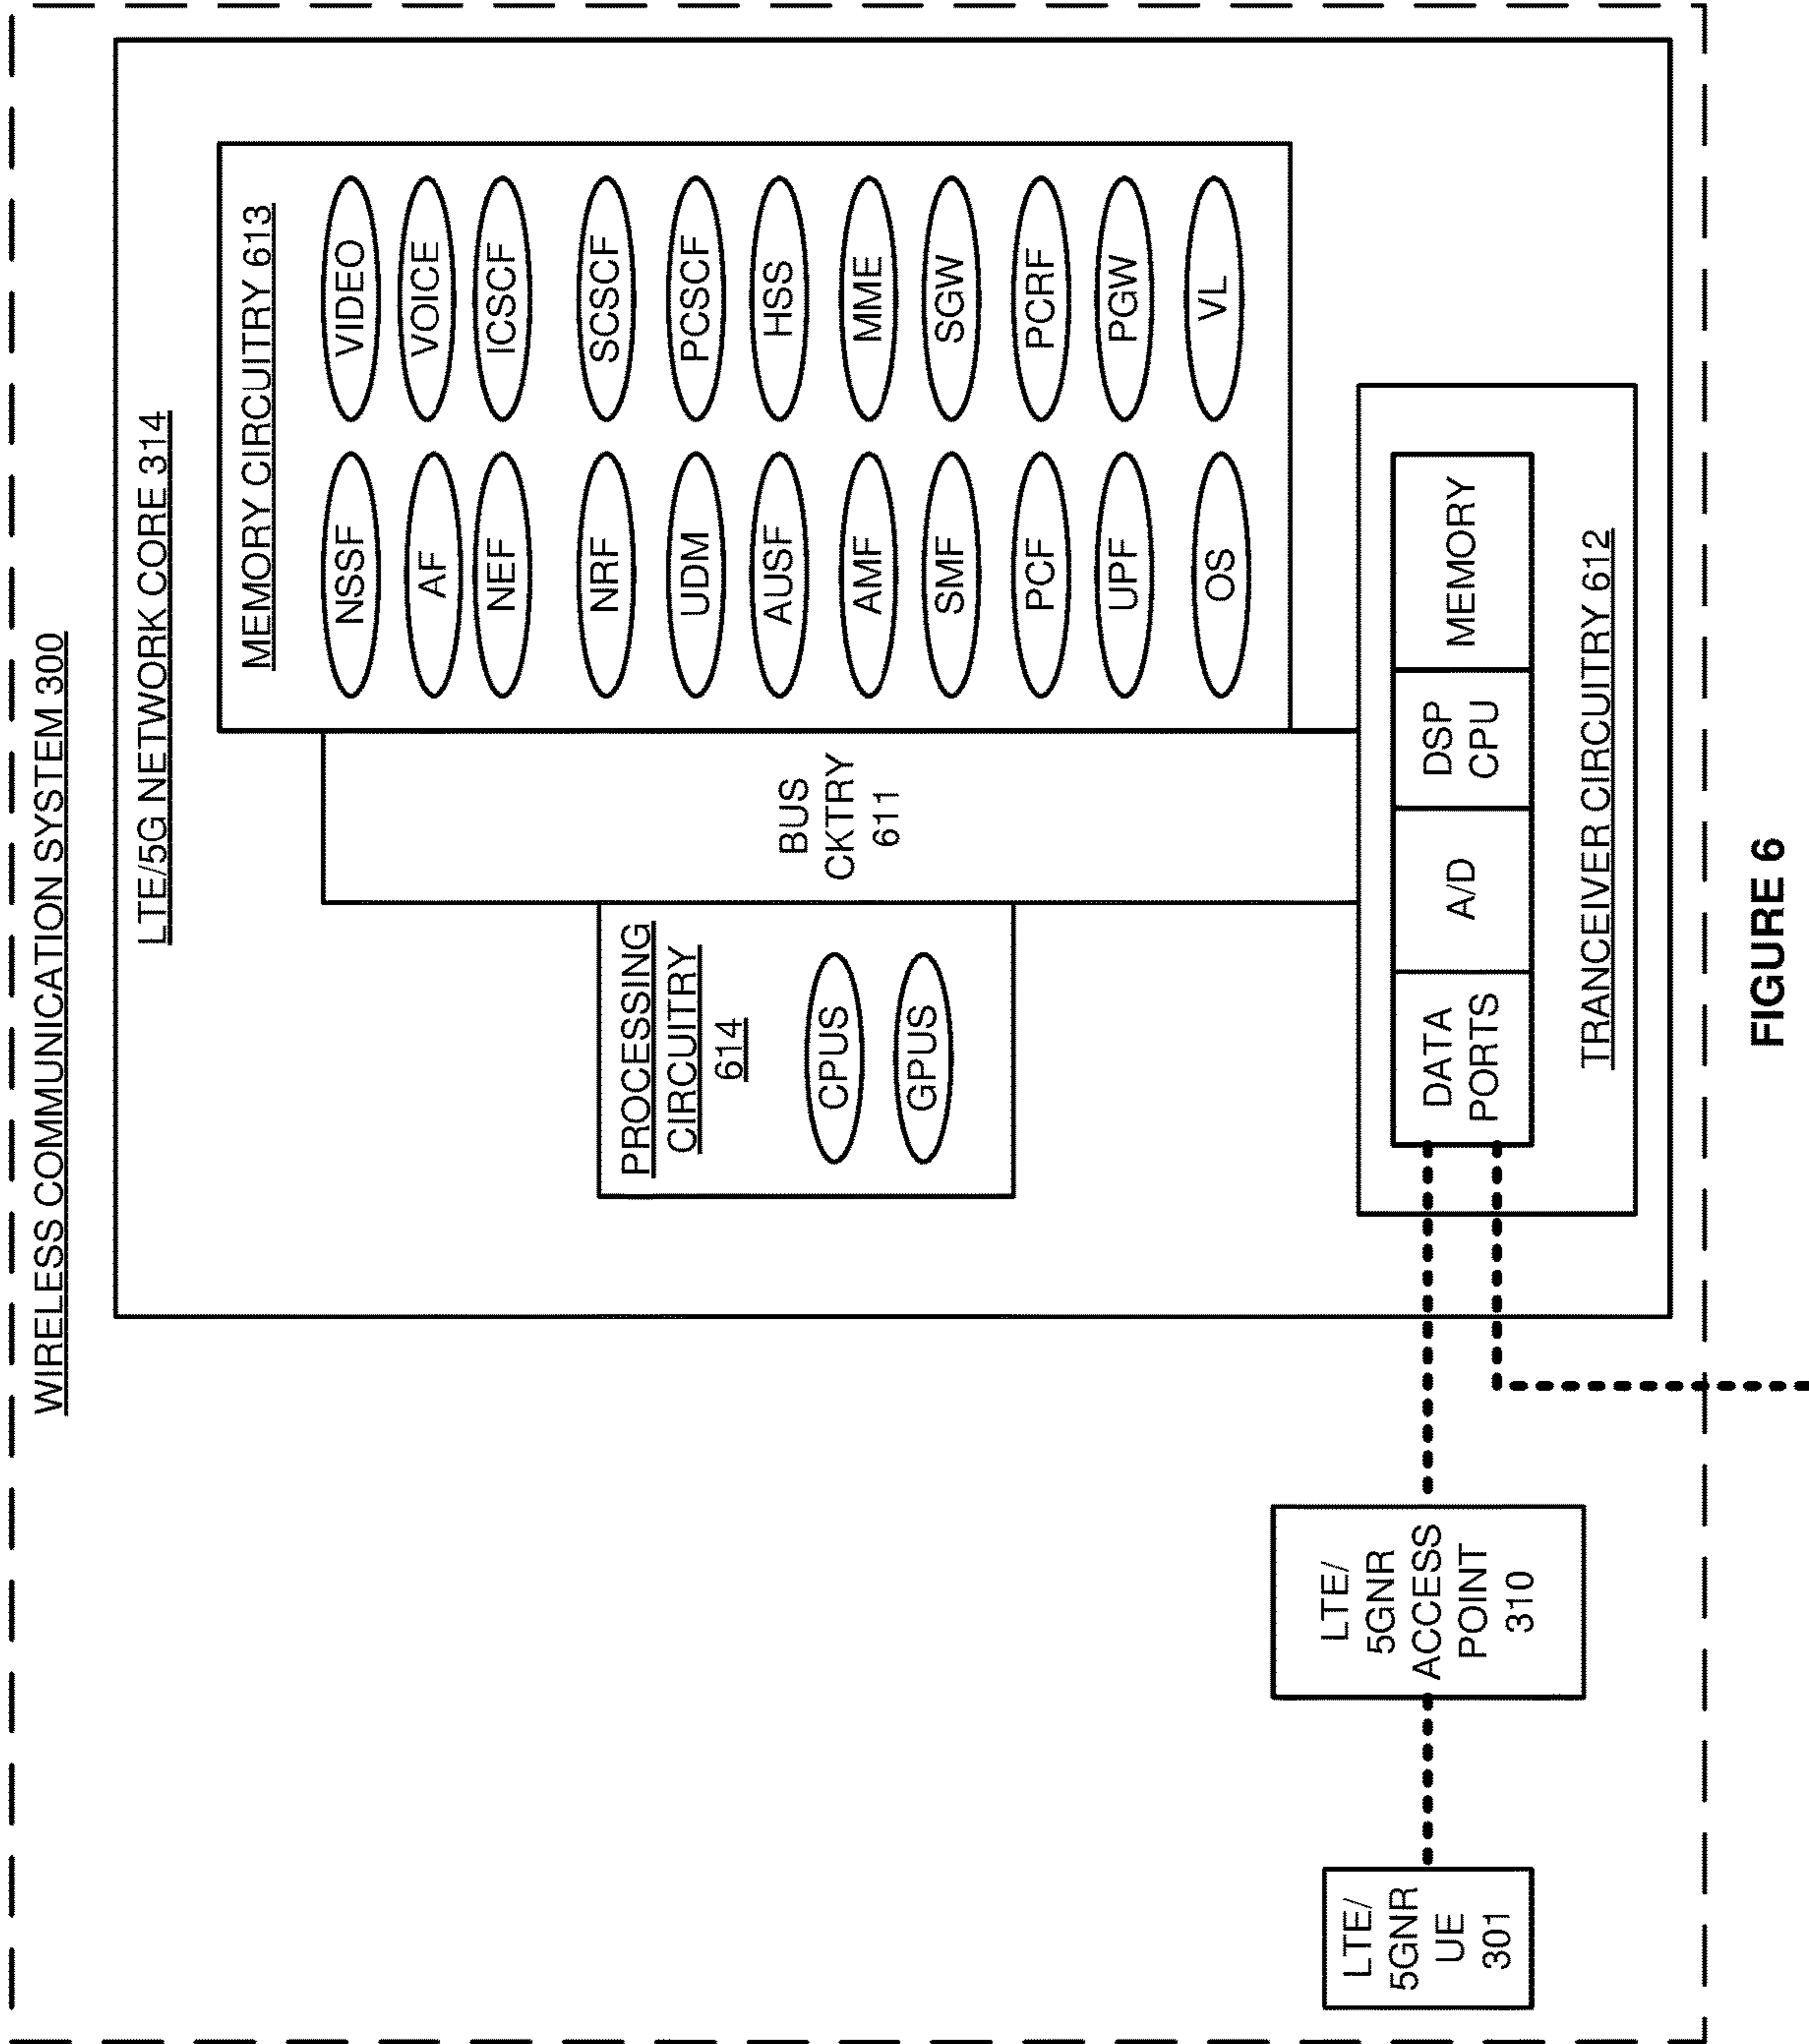 WIRELESS COMMUNICATION SYSTEM 300
LTE/5G NETWORK CORE 314
MEMORY CIRCUITRY 613
NSSF
VIDEO
AF
VOICE
NEF
ICSCF
NRF
SCSCF
UDM
PCSCF
AUSF
HSS
AMF
MME
SMF
SGW
PCF
PCRF
UPF
PGW
OS
VL
PROCESSING
CIRCUITRY
614
CPUS
GPUS
BUS
CKTRY
611
LTE/
5GNR
UE
301
LTE/
5GNR
ACCESS
POINT
310
DATA
PORTS
A/D
DSP
CPU
MEMORY
TRANCEIVER CIRCUITRY 612
FIGURE 6